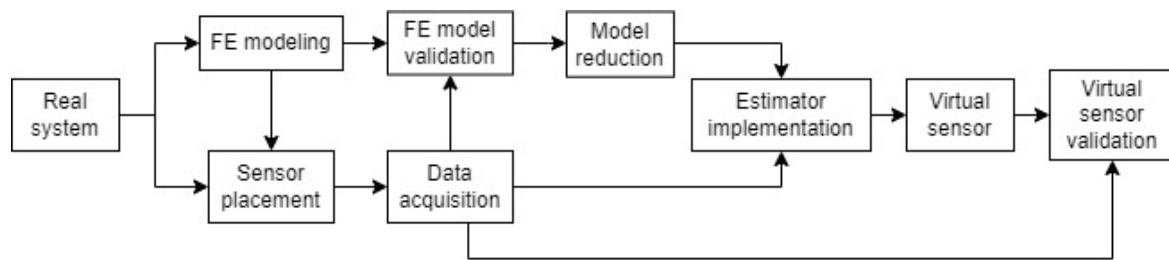 Real
system
FE modeling
FE model
validation
Model
reduction
Sensor
placement
Data
acquisition
Estimator
implementation
Virtual
sensor
Virtual
sensor
validation